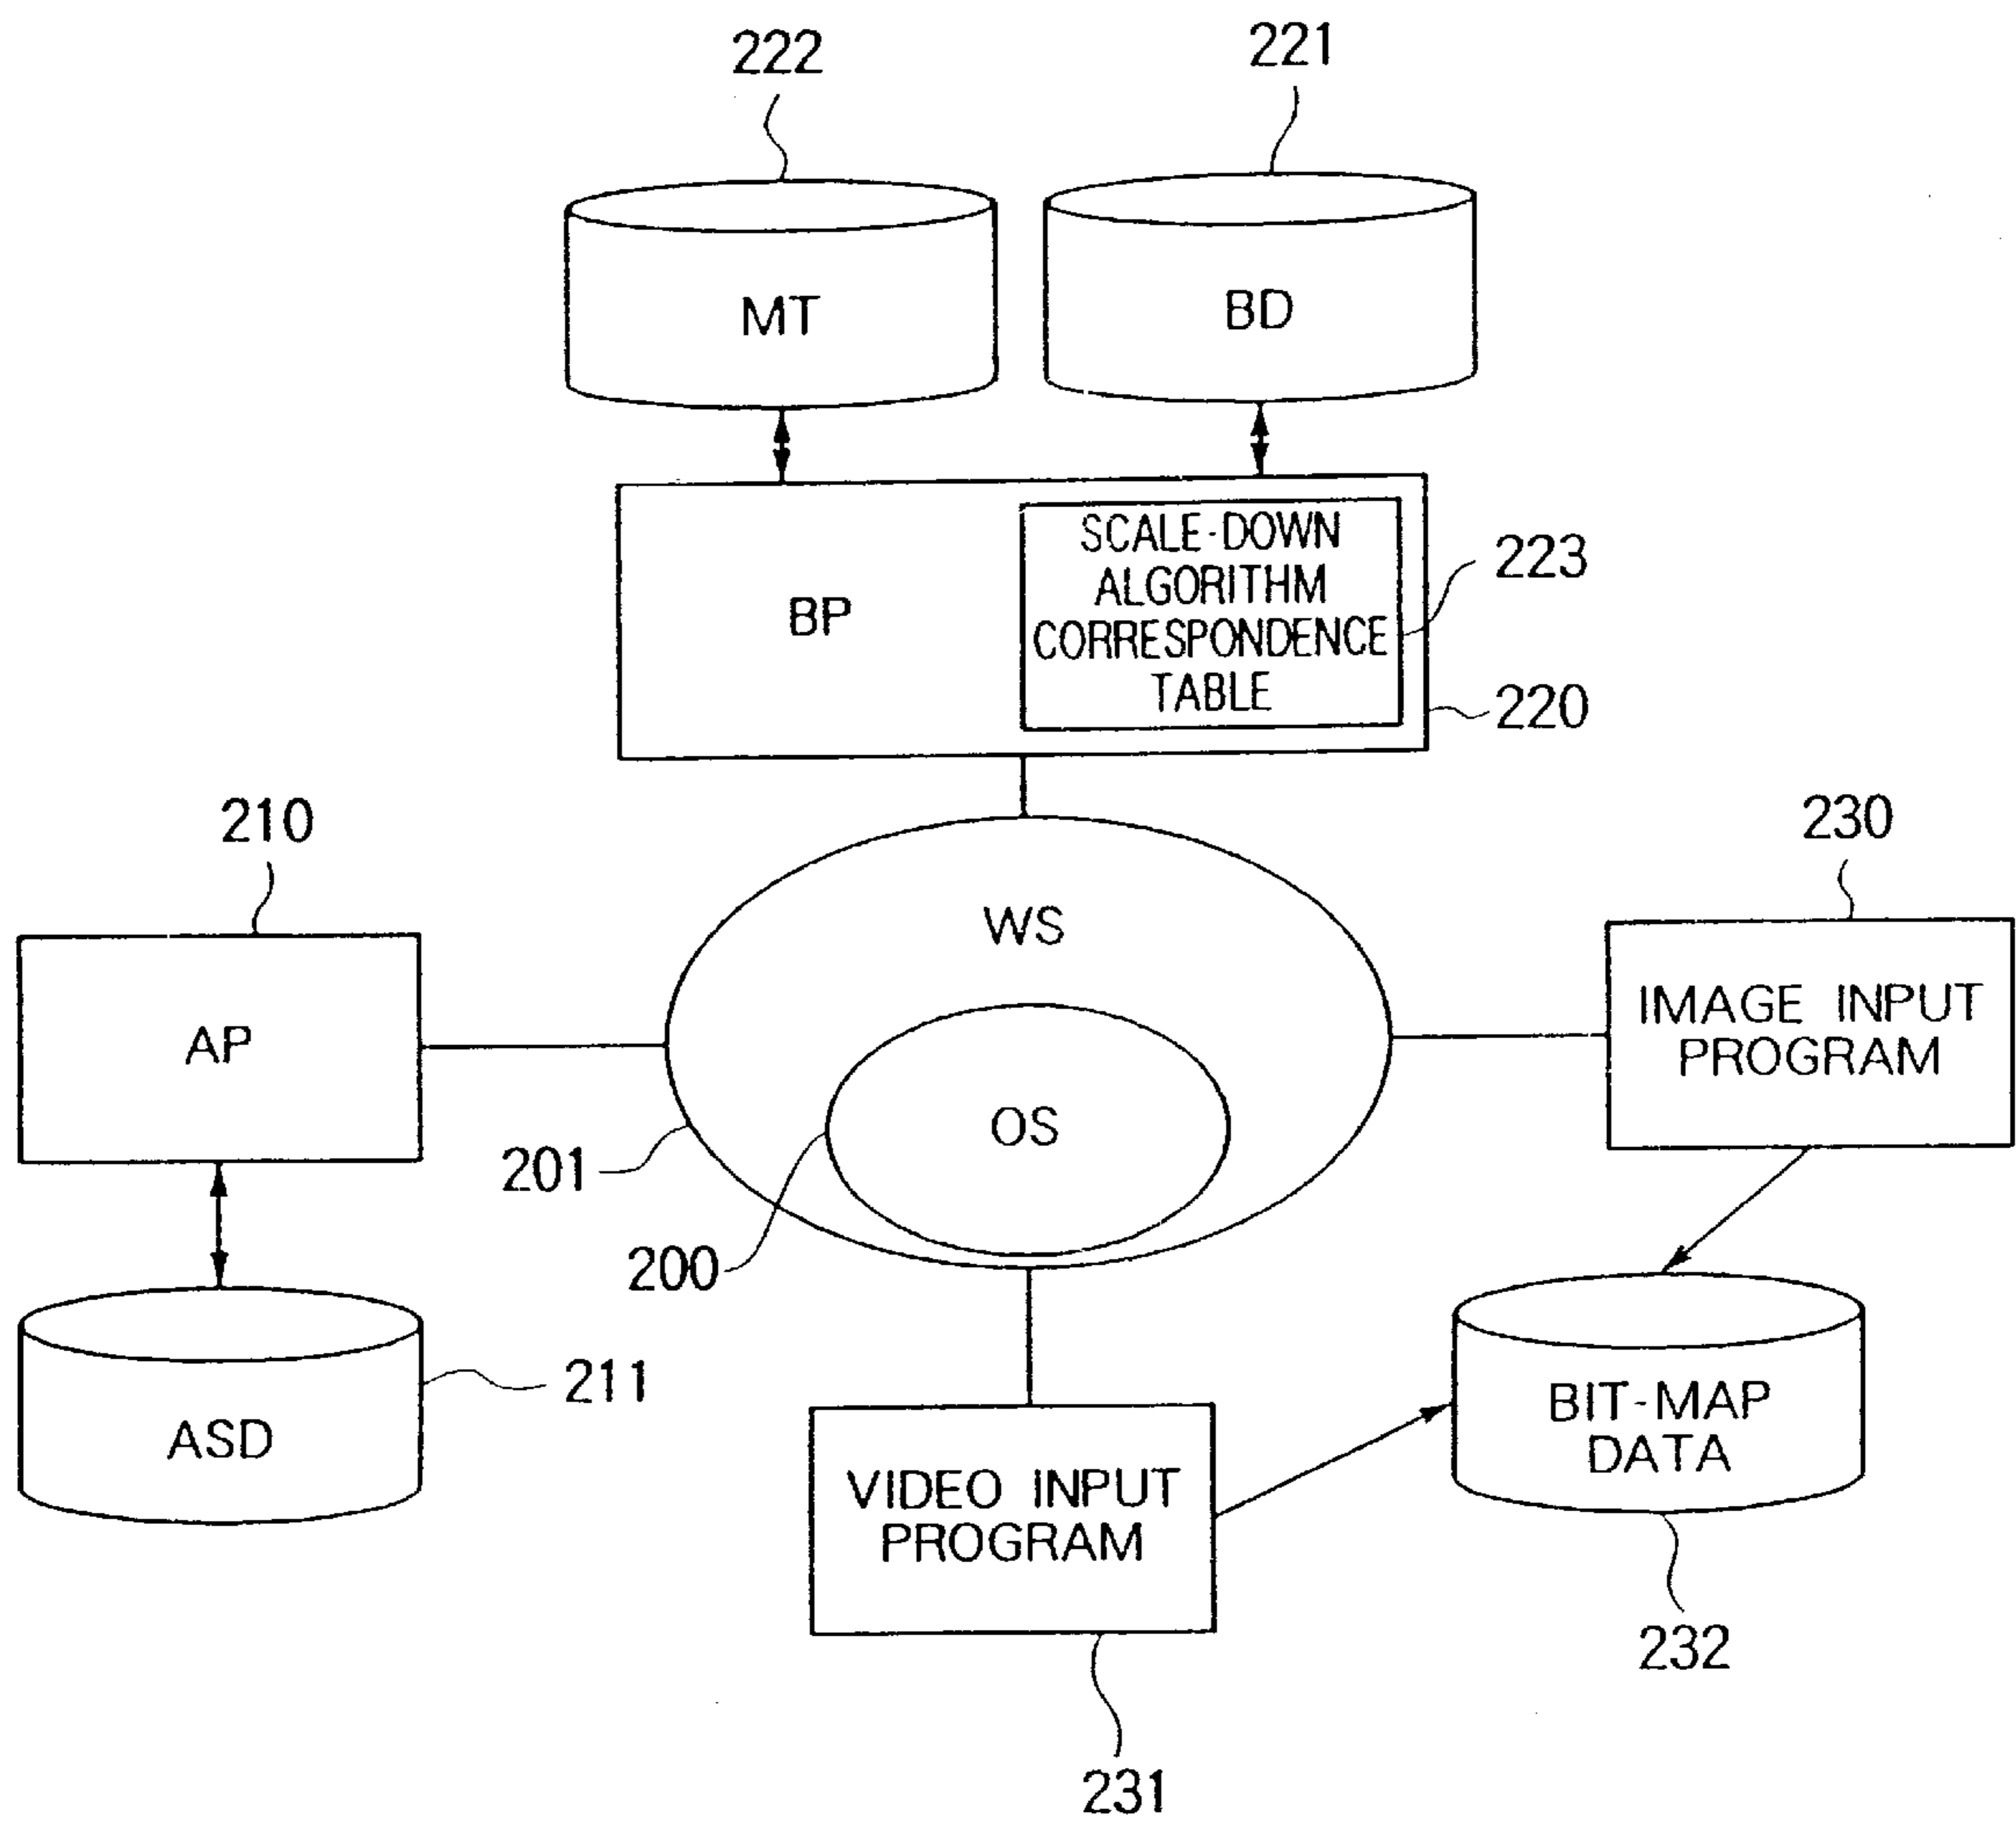 222
221
MT
BD
SCALE-DOWN
ALGORITHM
CORRESPONDENCE
TABLE
BP
223
220
210
230
WS
AP
IMAGE INPUT
PROGRAM
OS
201
200
211
ASD
BIT-MAP
DATA
VIDEO INPUT
PROGRAM
232
231